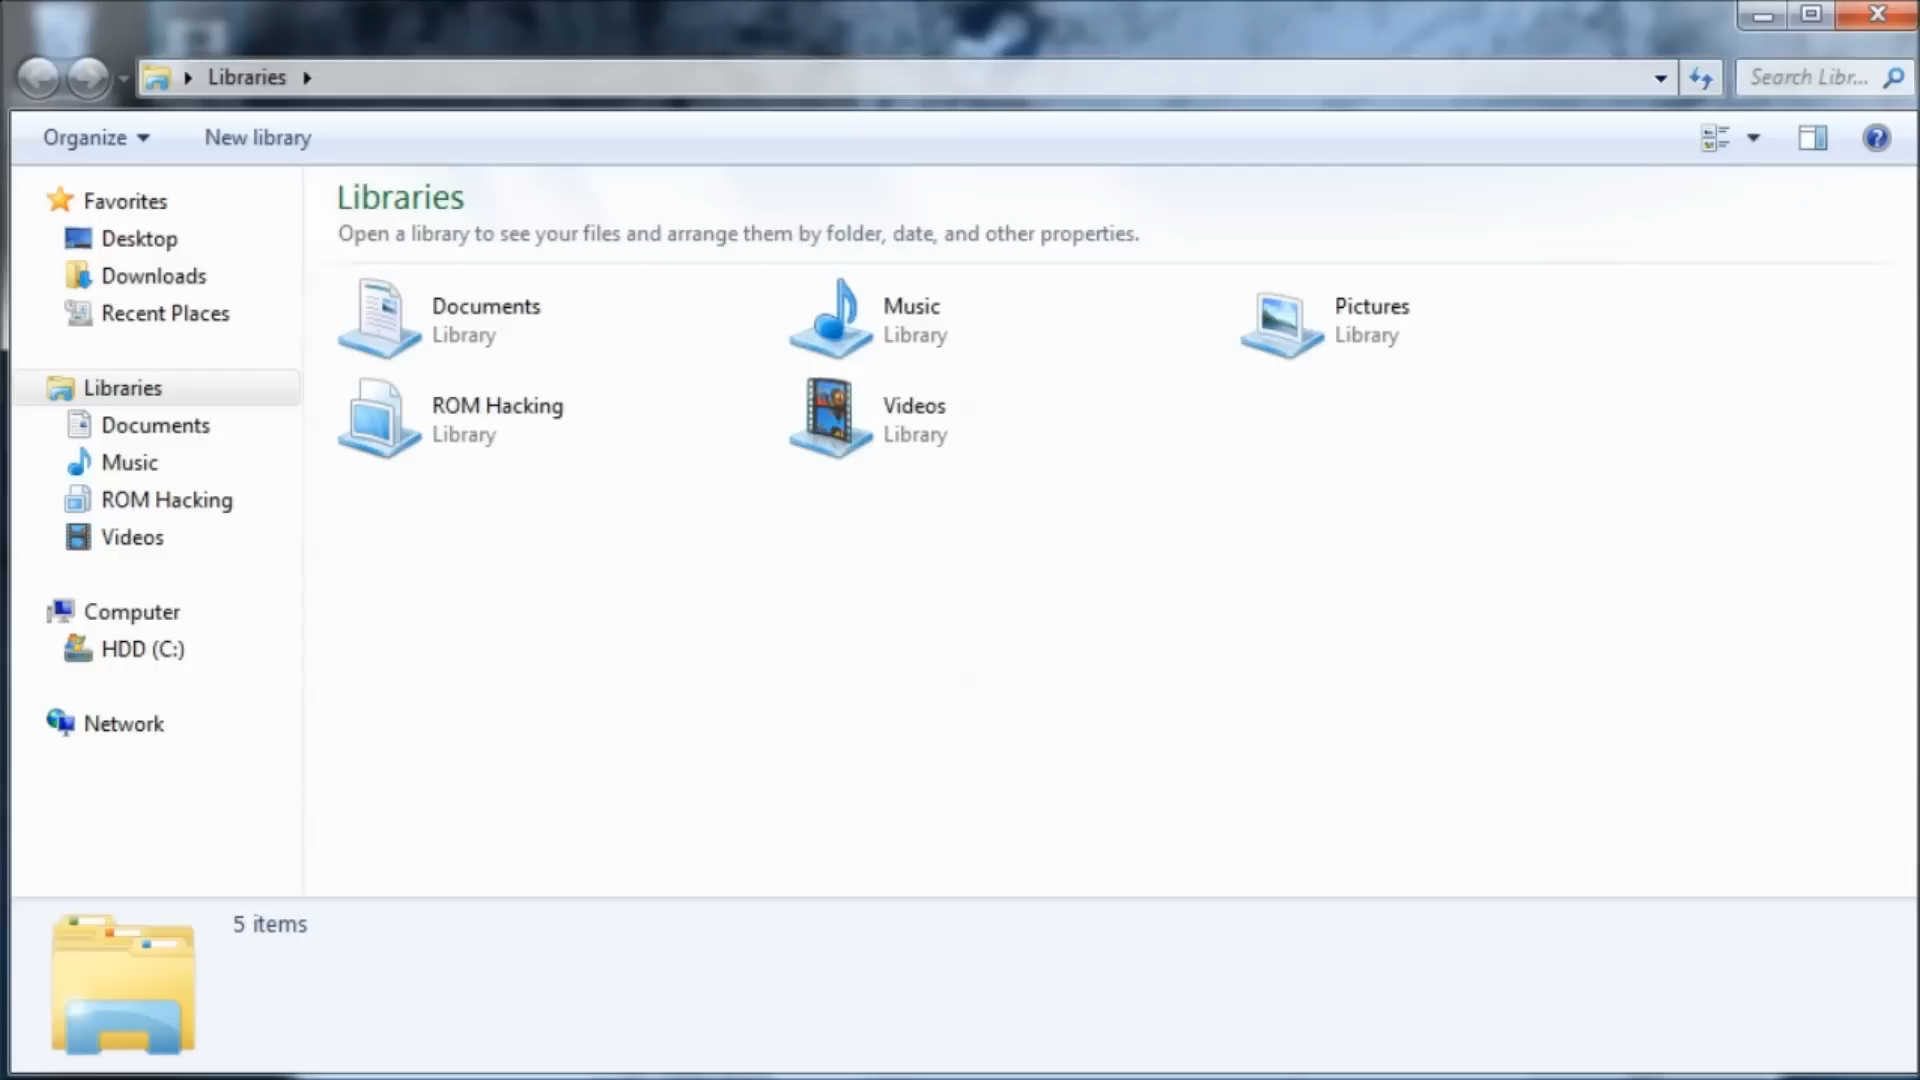 Libraries
Search Libr...
Organize
New library
Favorites
Desktop
Downloads
Recent Places
Libraries
Documents
Music
ROM Hacking
Videos
Computer
HDD (C:)
Network
Libraries
Open a library to see your files and arrange them by folder, date, and other properties.
Documents
Library
Music
Library
Pictures
Library
ROM Hacking
Library
Videos
Library
5 items